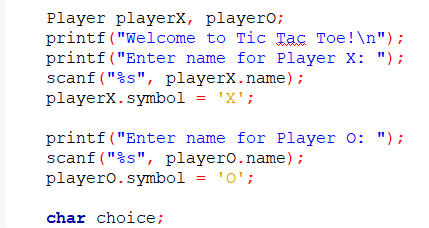 Player playerX, playerO;
printf("Welcome to Tic Tac Toe!\n");
printf("Enter name for Player X: ");
scanf("%s", playerX.name);
playerX.symbol = 'X';
printf("Enter name for Player O: ");
scanf("%s", playerO.name);
playerO.symbol = 'O';
char choice;